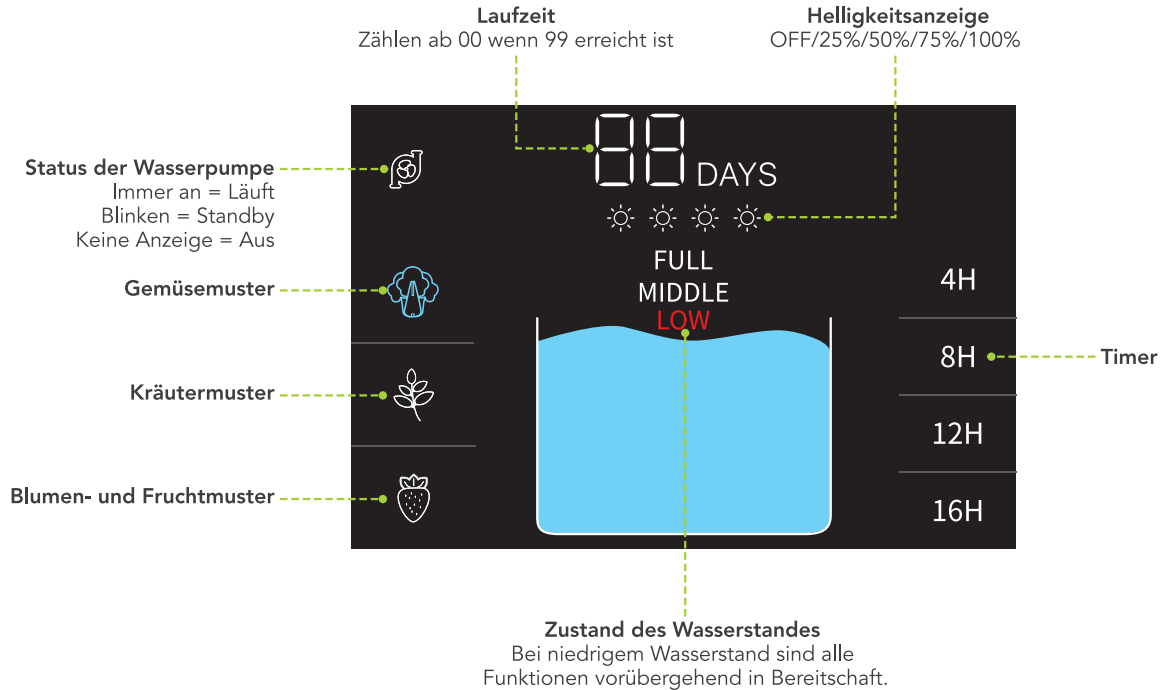 Laufzeit
Zählen ab 00 wenn 99 erreicht ist
Helligkeitsanzeige
OFF/25%/50%/75%/100%
Status der Wasserpumpe
Immer an = Läuft
Blinken = Standby
Keine Anzeige = Aus
Gemüsemuster
Kräutermuster
Blumen- und Fruchtmuster
88 DAYS
FULL
MIDDLE
LOW
4H
8H
12H
16H
Timer
Zustand des Wasserstandes
Bei niedrigem Wasserstand sind alle
Funktionen vorübergehend in Bereitschaft.